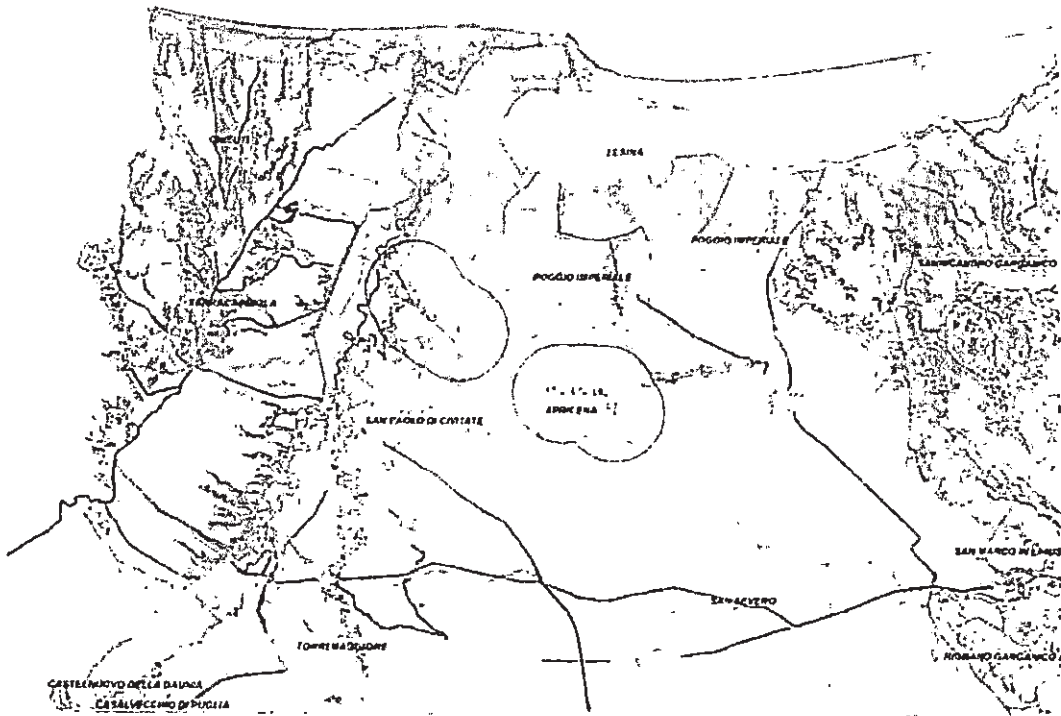 LESINA
POGGIO IMPERIALE
SANNICANDRO GARGANICO
POGGIO IMPERIALE
APRICENA
SAN PAOLO DI CIVITATE
SAN MARCO IN LAMIS
SAN SEVERO
TORREMAGGIORE
RIGNANO GARGANICO
CASTELNUOVO DELLA DAUNIA
CASALVECCHIO DI PUGLIA